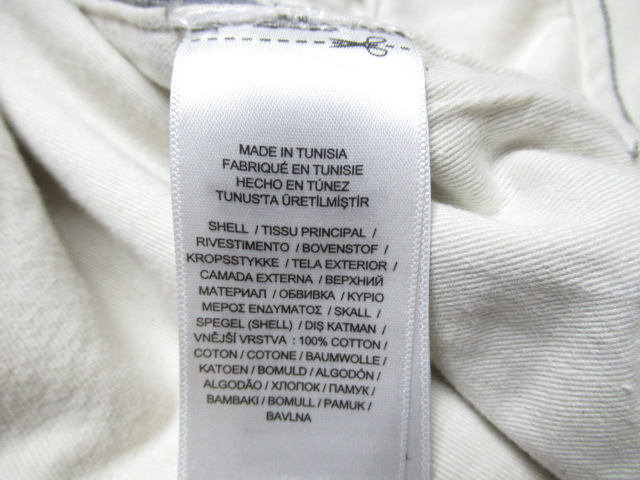 MADE IN TUNISIA
FABRIQUÉ EN TUNISIE
HECHO EN TÚNEZ
TUNUS'TA ÜRETİLMİŞTİR
SHELL / TISSU PRINCIPAL /
RIVESTIMENTO / BOVENSTOF /
KROPSSTYKKE / TELA EXTERIOR /
CAMADA EXTERNA / ВЕРХНИЙ
МАТЕРИАЛ / ОБВИВКА / ΚΥΡΙΟ
ΜΕΡΟΣ ΕΝΔΥΜΑΤΟΣ / SKALL /
SPEGEL (SHELL) / DIŞ KATMAN /
VNĚJŠÍ VRSTVA : 100% COTTON /
COTON / COTONE / BAUMWOLLE /
KATOEN / BOMULD / ALGODÓN /
ALGODÃO / ХЛОПОК / ПАМУК /
BAMBAKI / BOMULL / PAMUK /
BAVLNA